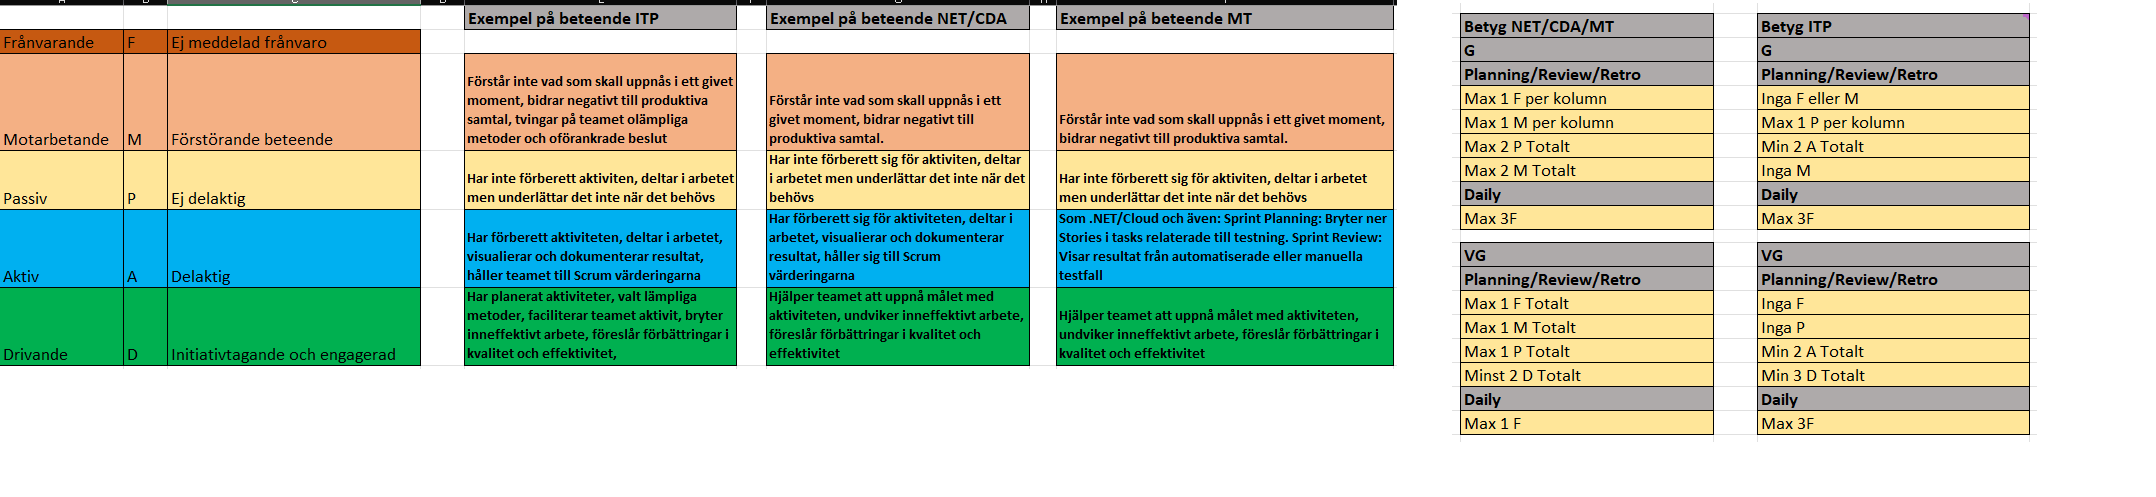 Exempel på beteende ITP
Exempel på beteende NET/CDA
Exempel på beteende MT
Frånvarande
F
Ej meddelad frånvaro
Motarbetande
M
Förstörande beteende
Förstår inte vad som skall uppnås i ett givet
moment, bidrar negativt till produktiva
samtal, tvingar på teamet olämpliga
metoder och oförankrade beslut
Förstår inte vad som skall uppnås i ett
givet moment, bidrar negativt till
produktiva samtal.
Förstår inte vad som skall uppnås i ett givet moment,
bidrar negativt till produktiva samtal.
Passiv
P
Ej delaktig
Har inte förberett aktiviten, deltar i arbetet
men underlättar det inte när det behövs
Har inte förberett sig för aktiviten, deltar
i arbetet men underlättar det inte när det
behövs
Har inte förberett sig för aktiviten, deltar i arbetet
men underlättar det inte när det behövs
Aktiv
A
Delaktig
Har förberett aktiviteten, deltar i arbetet,
visualierar och dokumenterar resultat,
håller teamet till Scrum värderingarna
Har förberett sig för aktiviteten, deltar i
arbetet, visualierar och dokumenterar
resultat, håller sig till Scrum
värderingarna
Som .NET/Cloud och även: Sprint Planning: Bryter ner
Stories i tasks relaterade till testning. Sprint Review:
Visar resultat från automatiserade eller manuella
testfall
Drivande
D
Initiativtagande och engagerad
Har planerat aktiviteter, valt lämpliga
metoder, faciliterar teamet aktivit, bryter
inneffektivt arbete, föreslår förbättringar i
kvalitet och effektivitet,
Hjälper teamet att uppnå målet med
aktiviteten, undviker inneffektivt arbete,
föreslår förbättringar i kvalitet och
effektivitet
Hjälper teamet att uppnå målet med aktiviteten,
undviker inneffektivt arbete, föreslår förbättringar i
kvalitet och effektivitet
Betyg NET/CDA/MT
G
Planning/Review/Retro
Max 1 F per kolumn
Max 1 M per kolumn
Max 2 P Totalt
Max 2 M Totalt
Daily
Max 3F
VG
Planning/Review/Retro
Max 1 F Totalt
Max 1 M Totalt
Max 1 P Totalt
Minst 2 D Totalt
Daily
Max 1 F
Betyg ITP
G
Planning/Review/Retro
Inga F eller M
Max 1 P per kolumn
Min 2 A Totalt
Inga M
Daily
Max 3F
VG
Planning/Review/Retro
Inga F
Inga P
Min 2 A Totalt
Min 3 D Totalt
Daily
Max 3F